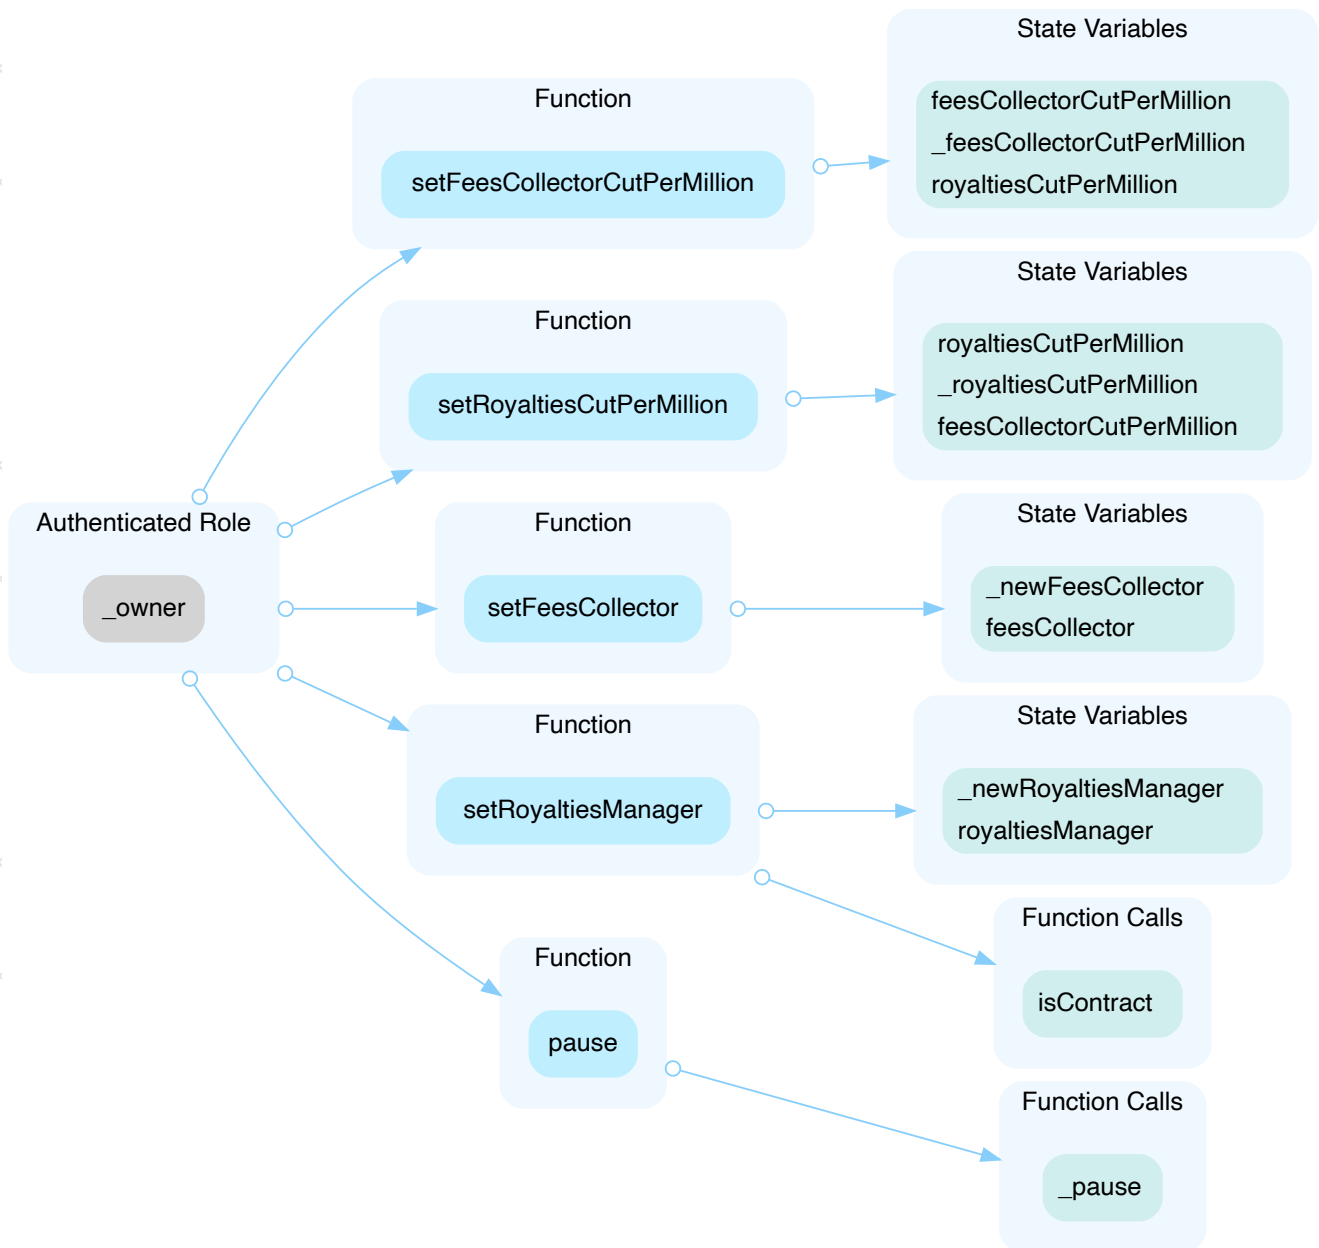 State Variables
feesCollectorCutPerMillion
_feesCollectorCutPerMillion
royaltiesCutPerMillion
Function
setFeesCollectorCutPerMillion
State Variables
royaltiesCutPerMillion
_royaltiesCutPerMillion
feesCollectorCutPerMillion
Function
setRoyaltiesCutPerMillion
Authenticated Role
_owner
Function
setFeesCollector
State Variables
_newFeesCollector
feesCollector
Function
setRoyaltiesManager
State Variables
_newRoyaltiesManager
royaltiesManager
Function Calls
isContract
Function
pause
Function Calls
_pause